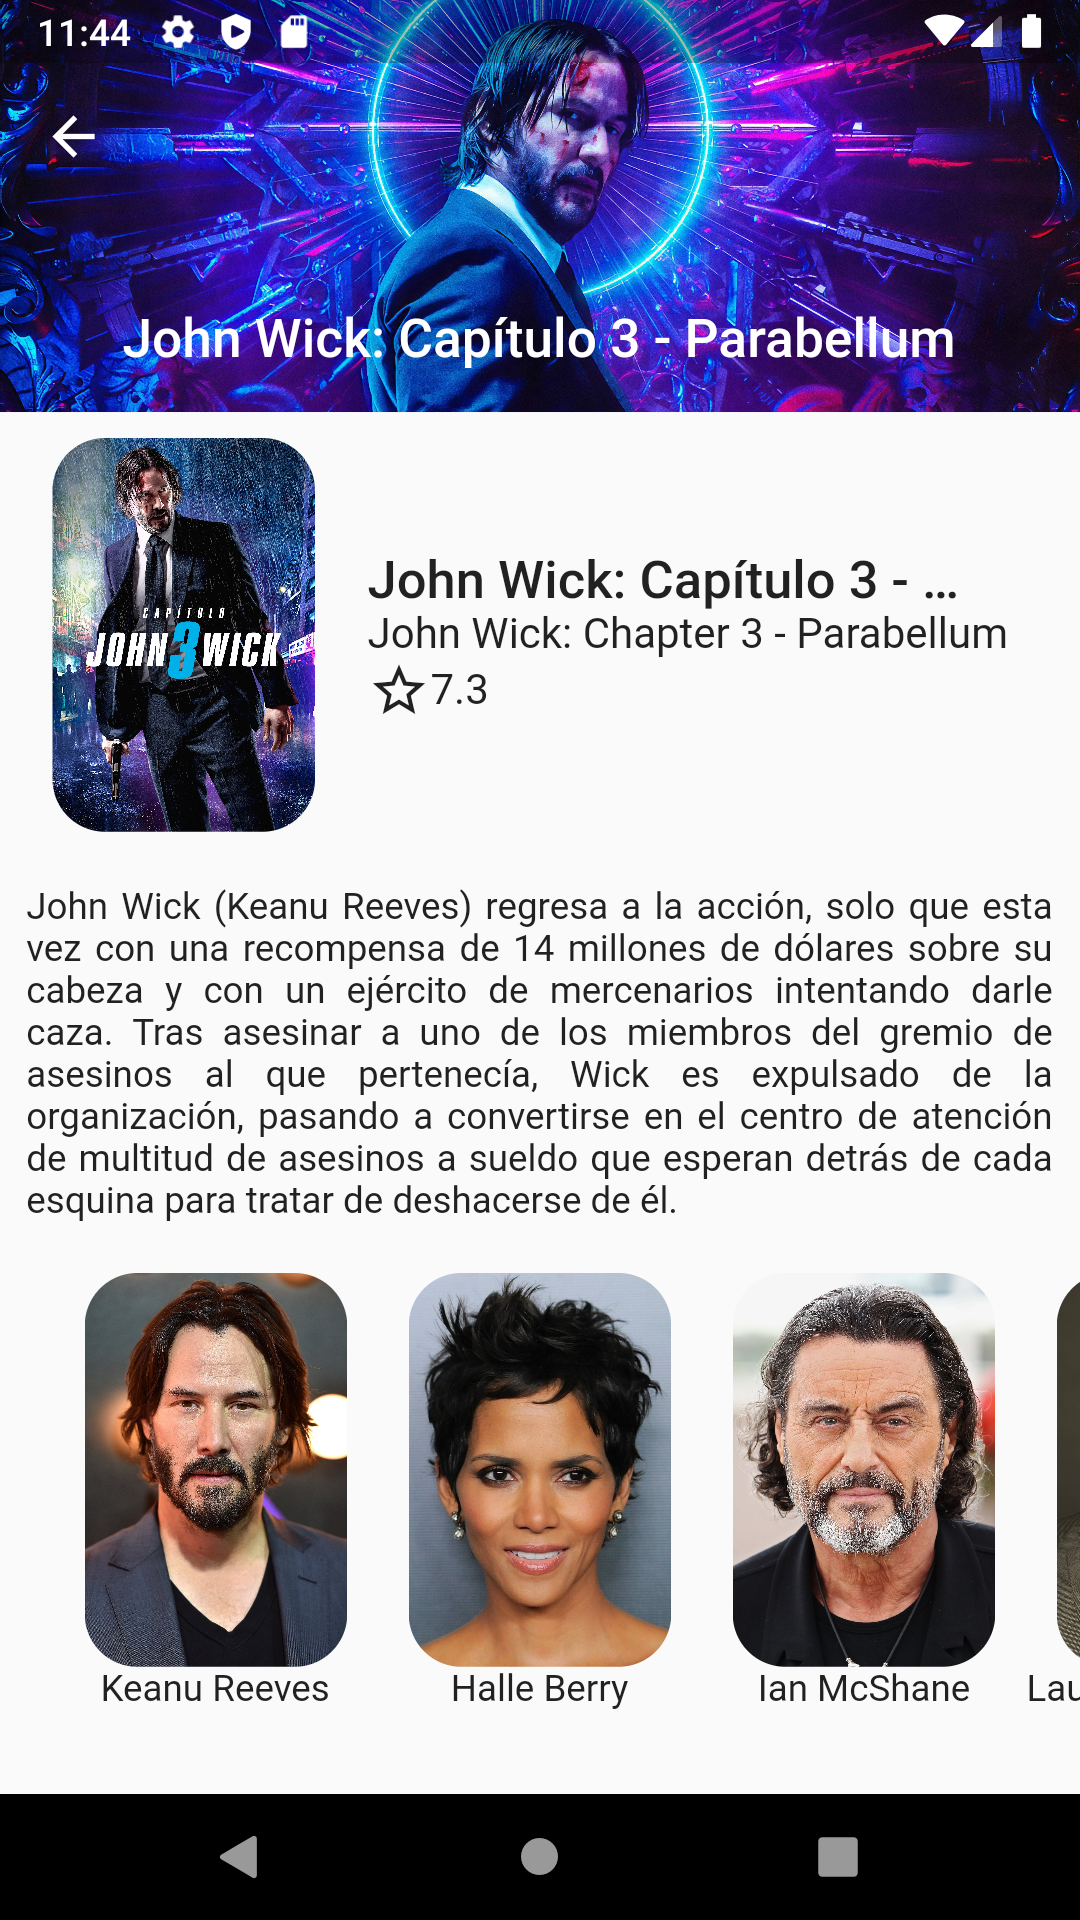 11:44
John Wick: Capítulo 3 - Parabellum
CAPÍTULO
JOHN 3 WICK
John Wick: Capítulo 3 - ...
John Wick: Chapter 3 - Parabellum
7.3
John Wick (Keanu Reeves) regresa a la acción, solo que esta
vez con una recompensa de 14 millones de dólares sobre su
cabeza y con un ejército de mercenarios intentando darle
caza. Tras asesinar a uno de los miembros del gremio de
asesinos al que pertenecía, Wick es expulsado de la
organización, pasando a convertirse en el centro de atención
de multitud de asesinos a sueldo que esperan detrás de cada
esquina para tratar de deshacerse de él.
Keanu Reeves
Halle Berry
Ian McShane
Lau